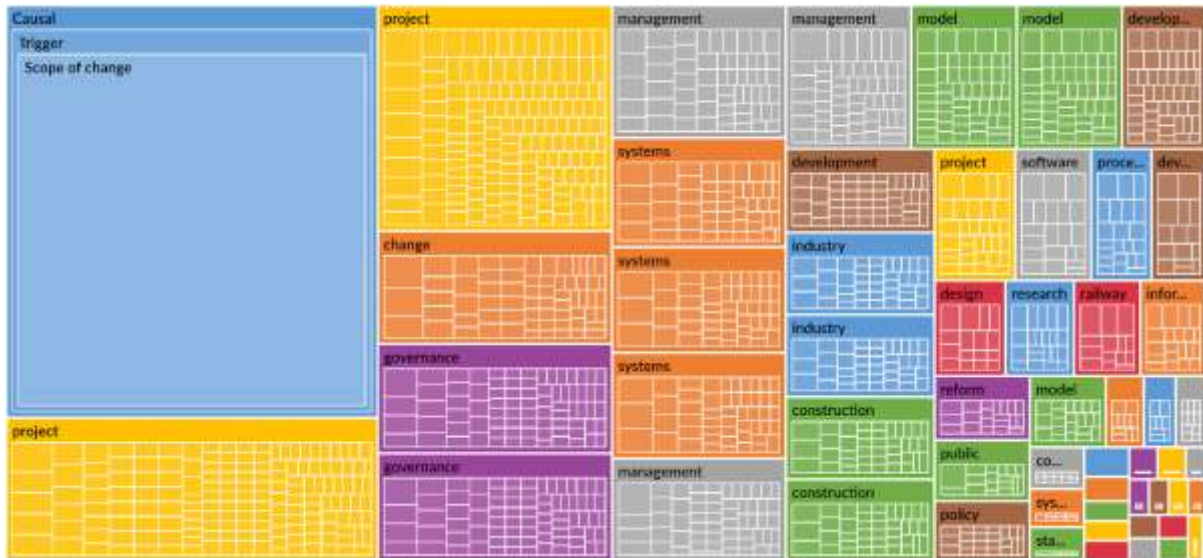 Causal
trigger
Scope of change
project
project
change
governance
governance
management
systems
systems
systems
management
management
model
model
develop...
development
industry
industry
construction
construction
project
software
proce...
dev...
design
research
railway
infor...
reform
model
public
policy
co...
sys...
sta...